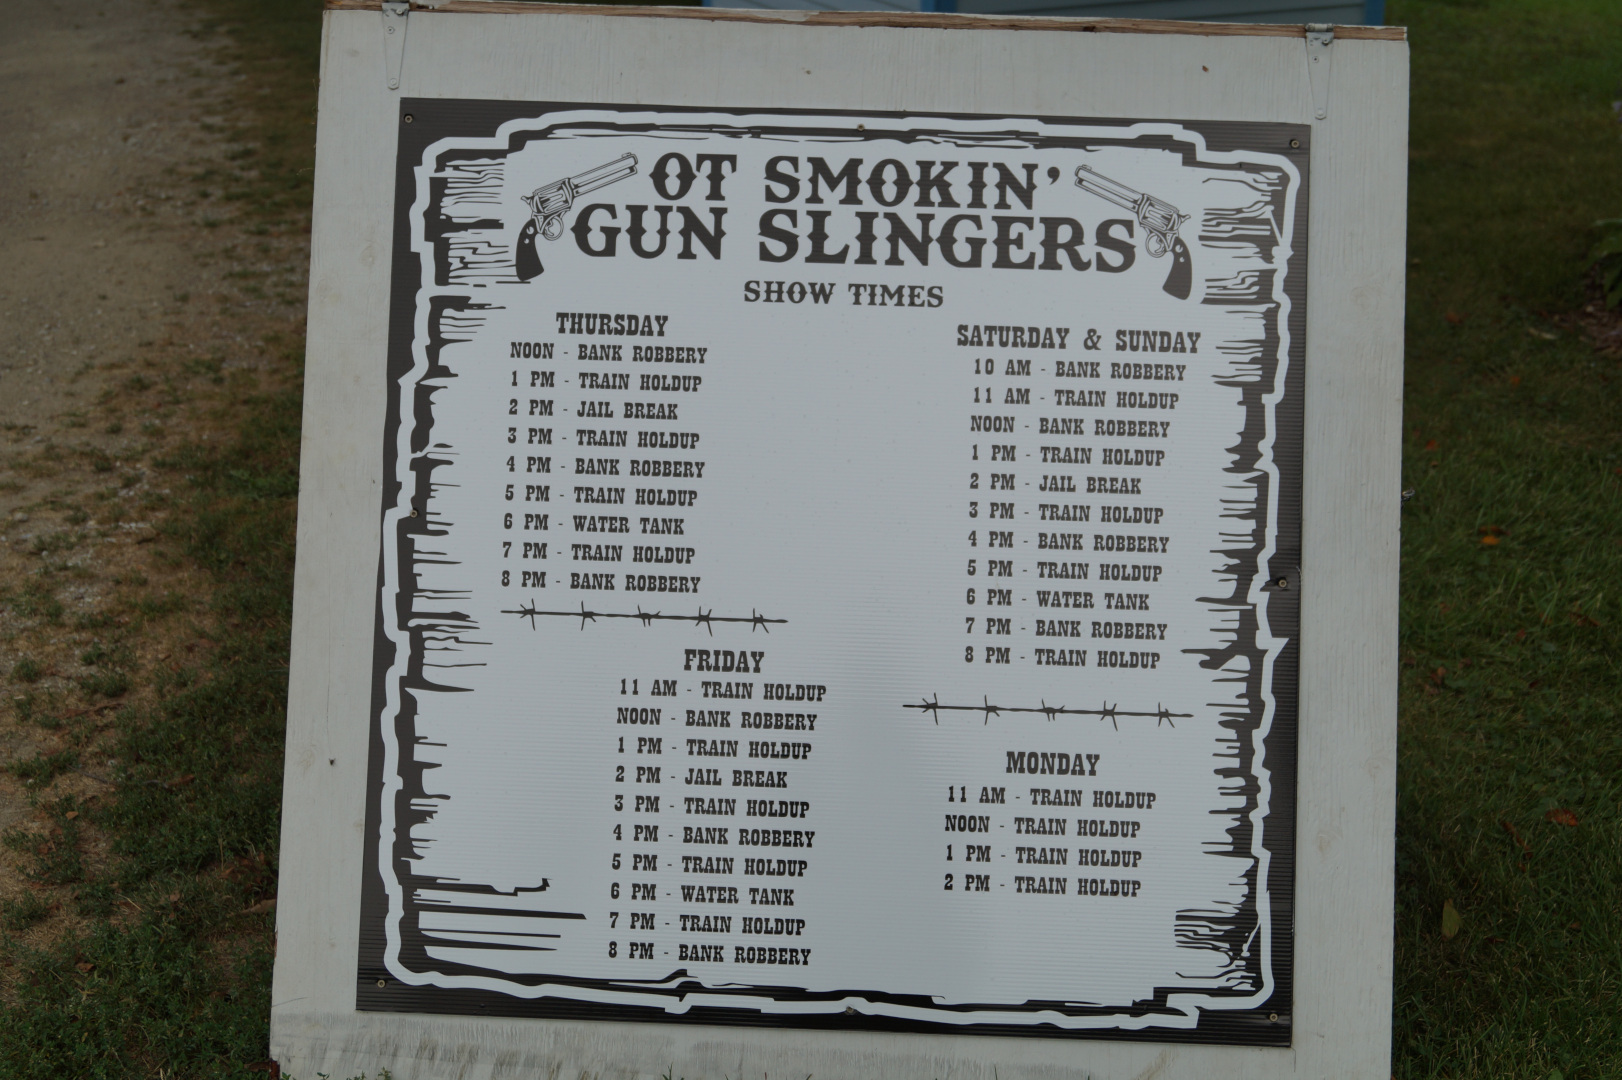 OT SMOKIN'
GUN SLINGERS
SHOW TIMES
THURSDAY
NOON - BANK ROBBERY
1 PM - TRAIN HOLDUP
2 PM - JAIL BREAK
3 PM - TRAIN HOLDUP
4 PM - BANK ROBBERY
5 PM - TRAIN HOLDUP
6 PM - WATER TANK
7 PM - TRAIN HOLDUP
8 PM - BANK ROBBERY
FRIDAY
11 AM - TRAIN HOLDUP
NOON - BANK ROBBERY
1 PM - TRAIN HOLDUP
2 PM - JAIL BREAK
3 PM - TRAIN HOLDUP
4 PM - BANK ROBBERY
5 PM - TRAIN HOLDUP
6 PM - WATER TANK
7 PM - TRAIN HOLDUP
8 PM - BANK ROBBERY
SATURDAY & SUNDAY
10 AM - BANK ROBBERY
11 AM - TRAIN HOLDUP
NOON - BANK ROBBERY
1 PM - TRAIN HOLDUP
2 PM - JAIL BREAK
3 PM - TRAIN HOLDUP
4 PM - BANK ROBBERY
5 PM - TRAIN HOLDUP
6 PM - WATER TANK
7 PM - BANK ROBBERY
8 PM - TRAIN HOLDUP
MONDAY
11 AM - TRAIN HOLDUP
NOON - TRAIN HOLDUP
1 PM - TRAIN HOLDUP
2 PM - TRAIN HOLDUP